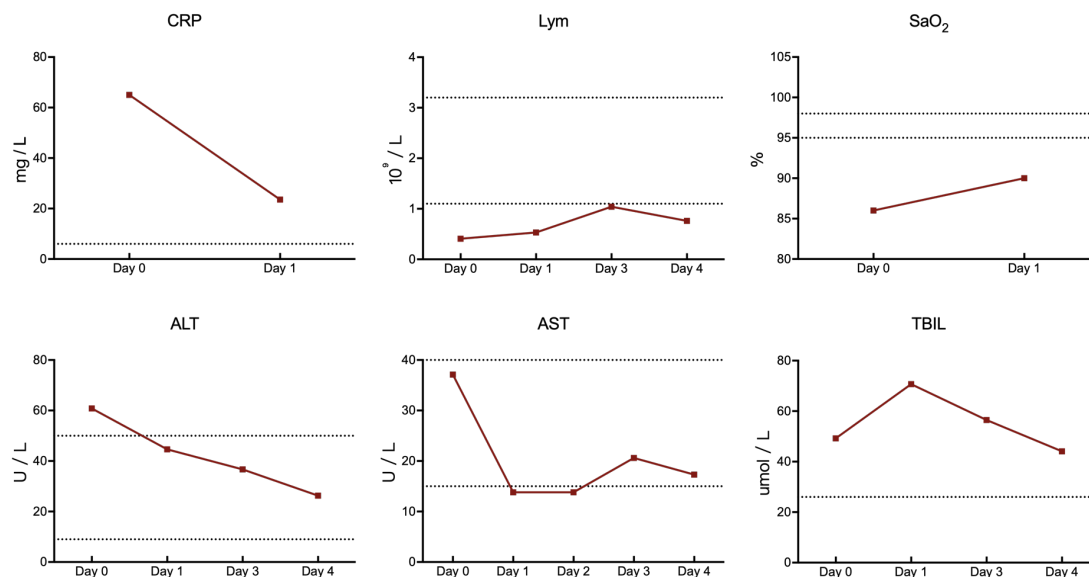 CRP
mg / L
80
60
40
20
0
Day 0 Day 1
Lym
10⁹ / L
4
3
2
1
0
Day 0 Day 1 Day 3 Day 4
SaO₂
%
105
100
95
90
85
80
Day 0 Day 1
ALT
U / L
80
60
40
20
0
Day 0 Day 1 Day 3 Day 4
AST
U / L
40
30
20
10
0
Day 0 Day 1 Day 2 Day 3 Day 4
TBIL
umol / L
80
60
40
20
0
Day 0 Day 1 Day 3 Day 4